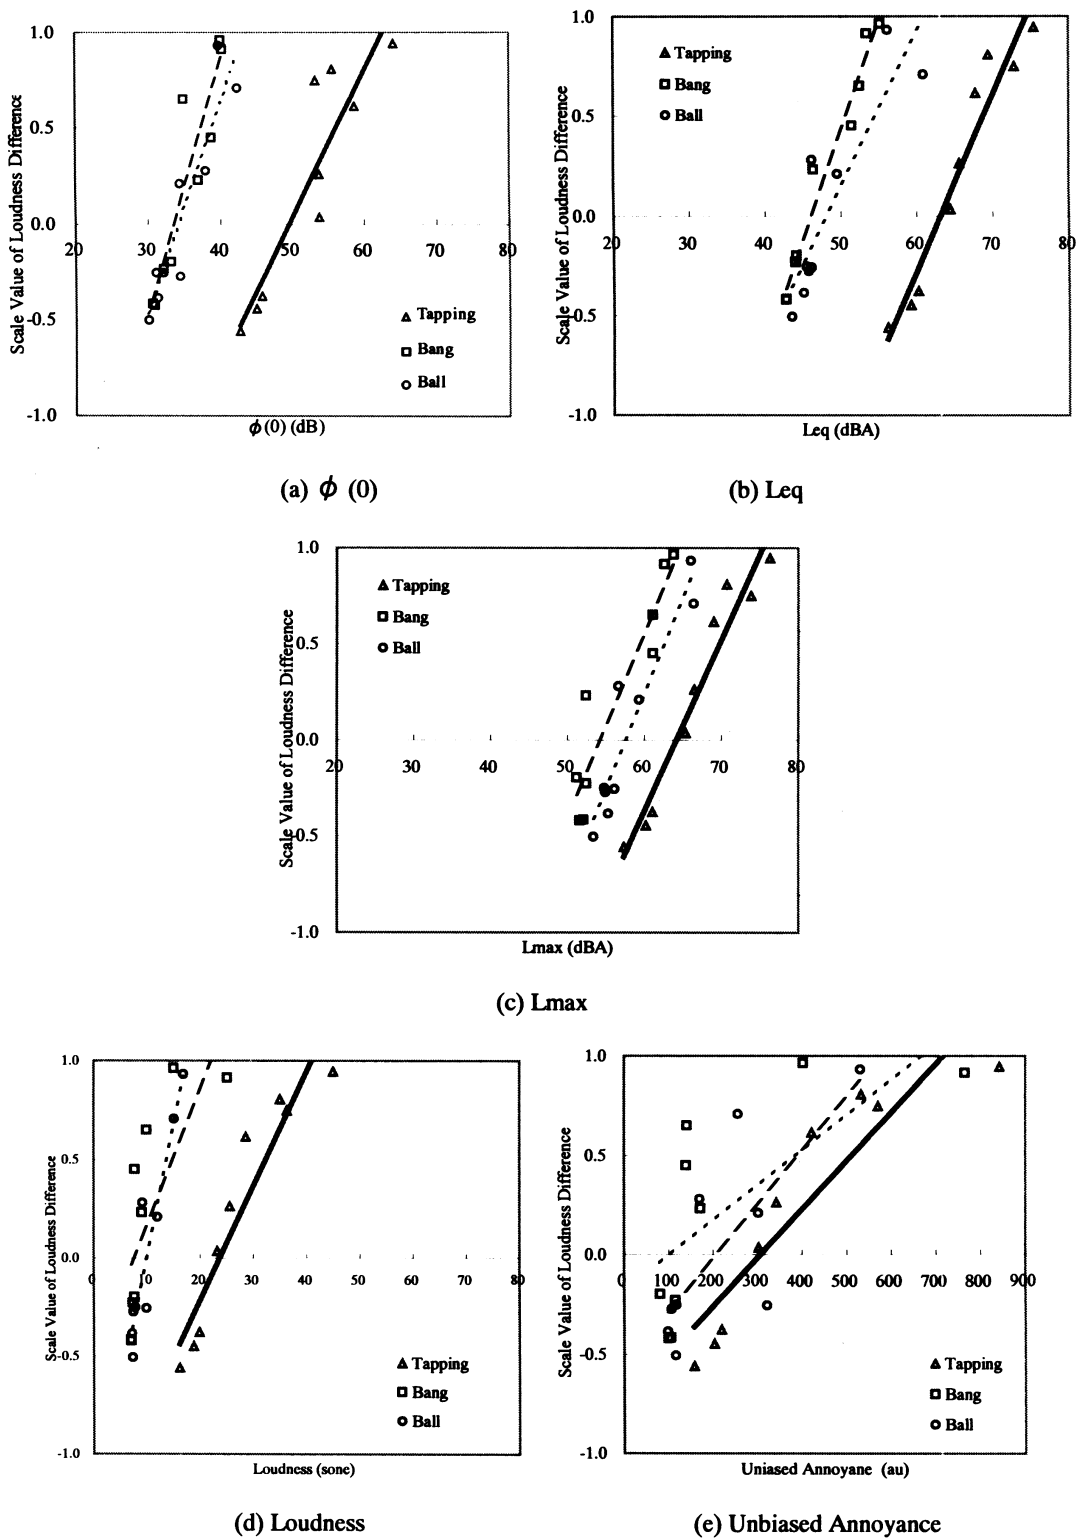 1.0
0.5
0.0
-0.5
-1.0
20 30 40 50 60 70 80
Scale Value of Loudness Difference
Tapping
Bang
Ball
ϕ(0) (dB)
(a) ϕ (0)
1.0
0.5
0.0
-0.5
-1.0
20 30 40 50 60 70 80
Scale Value of Loudness Difference
Tapping
Bang
Ball
Leq (dBA)
(b) Leq
1.0
0.5
0.0
-0.5
-1.0
20 30 40 50 60 70 80
Scale Value of Loudness Difference
Tapping
Bang
Ball
Lmax (dBA)
(c) Lmax
1.0
0.5
0.0
-0.5
-1.0
0 10 20 30 40 50 60 70 80
Scale Value of Loudness Difference
Tapping
Bang
Ball
Loudness (sone)
(d) Loudness
1.0
0.5
0.0
-0.5
-1.0
0 100 200 300 400 500 600 700 800 900
Scale Value of Loudness Difference
Tapping
Bang
Ball
Uniased Annoyane (au)
(e) Unbiased Annoyance